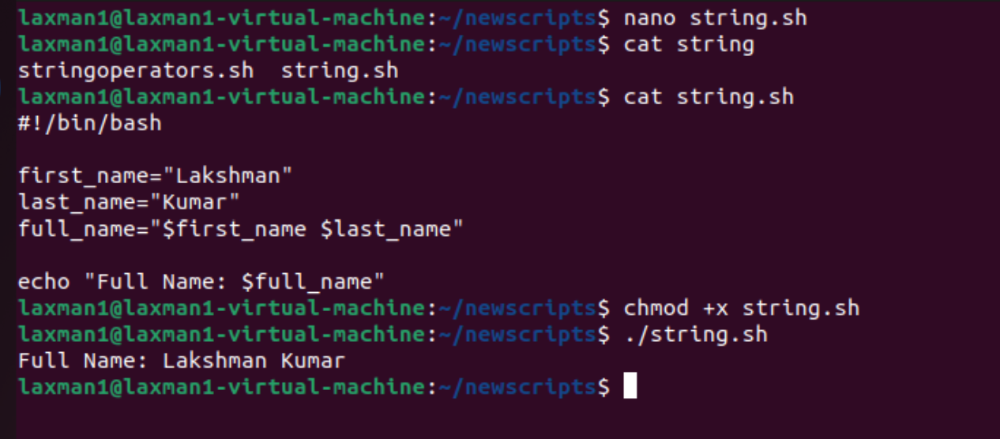 laxman1@laxman1-virtual-machine:~/newscripts$ nano string.sh
laxman1@laxman1-virtual-machine:~/newscripts$ cat string
stringoperators.sh  string.sh
laxman1@laxman1-virtual-machine:~/newscripts$ cat string.sh
#!/bin/bash
first_name="Lakshman"
last_name="Kumar"
full_name="$first_name $last_name"
echo "Full Name: $full_name"
laxman1@laxman1-virtual-machine:~/newscripts$ chmod +x string.sh
laxman1@laxman1-virtual-machine:~/newscripts$ ./string.sh
Full Name: Lakshman Kumar
laxman1@laxman1-virtual-machine:~/newscripts$